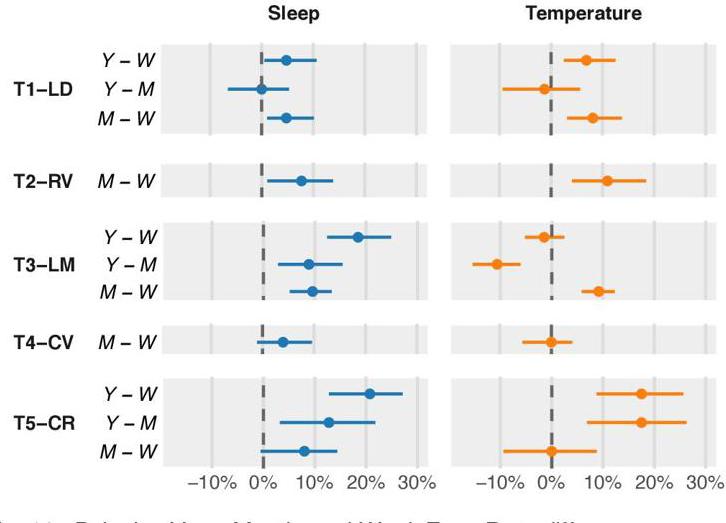 Sleep Temperature
Y – W
T1–LD Y – M
M – W
T2–RV M – W
Y – W
T3–LM Y – M
M – W
T4–CV M – W
Y – W
T5–CR Y – M
M – W
–10% 0% 10% 20% 30% –10% 0% 10% 20% 30%